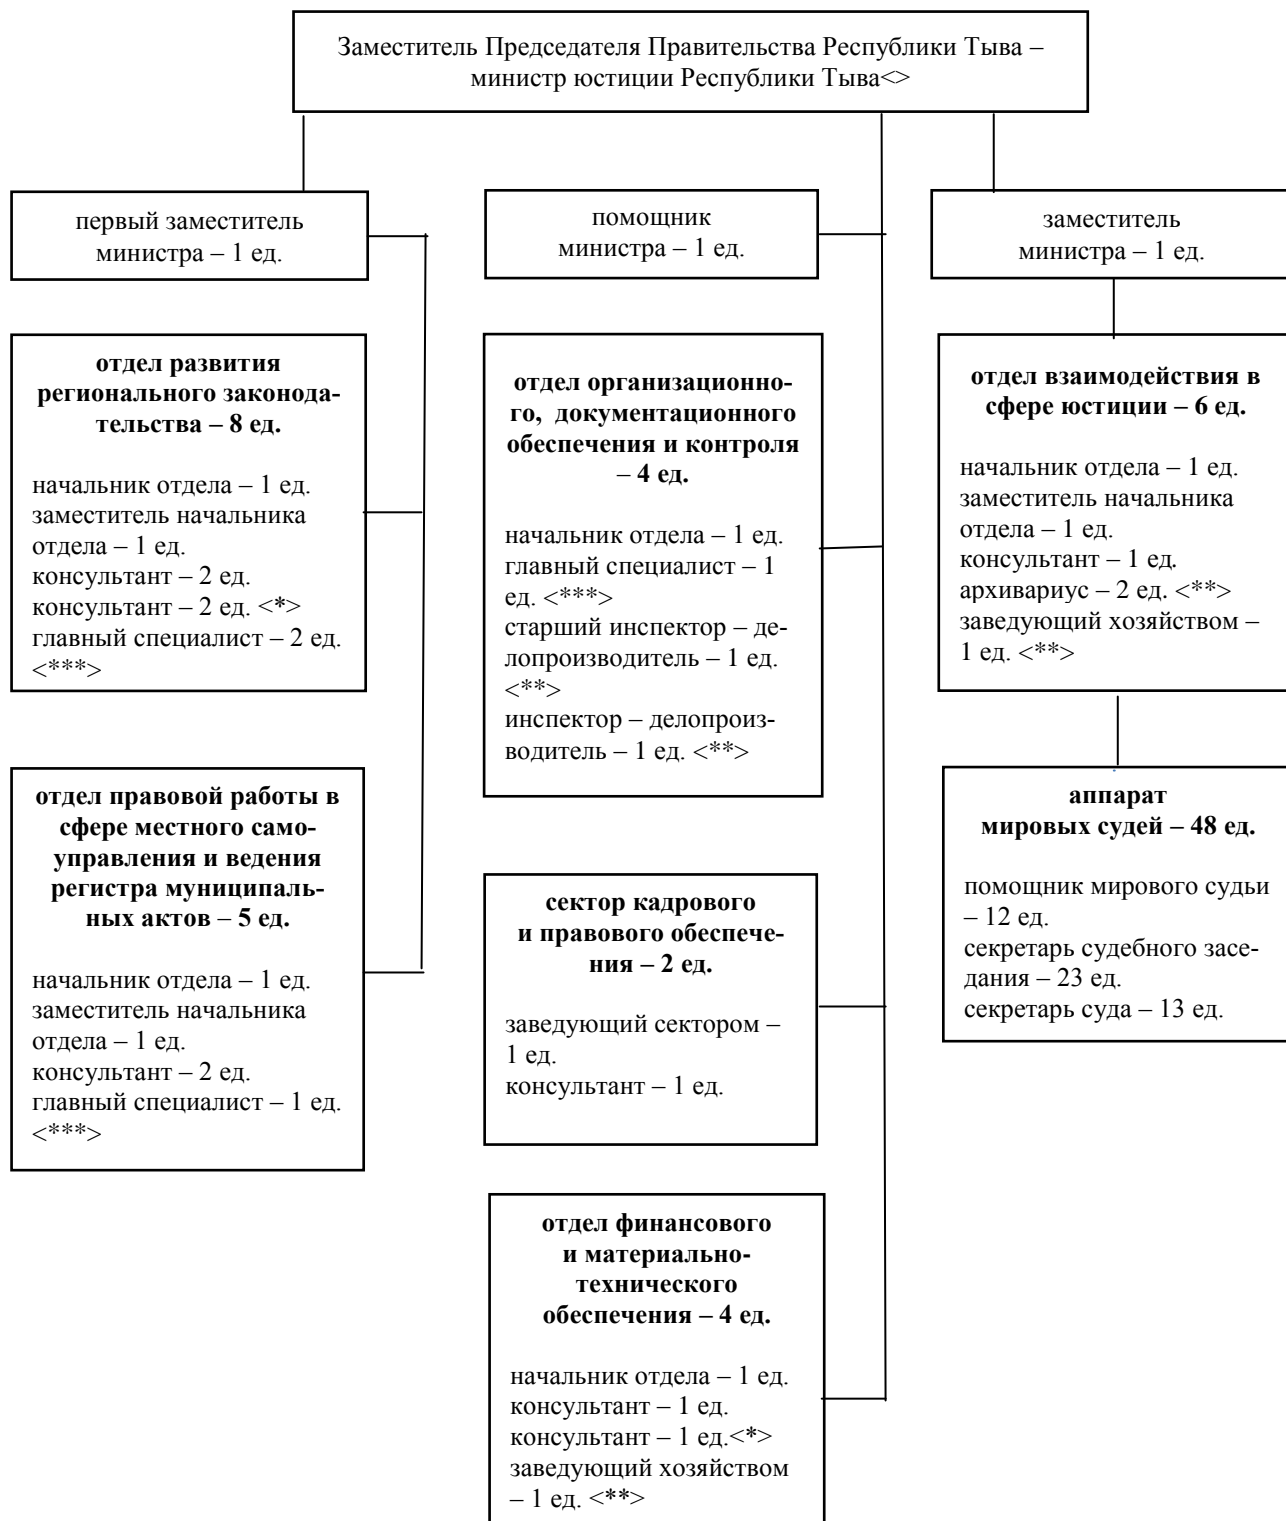 Заместитель Председателя Правительства Республики Тыва –
министр юстиции Республики Тыва<>
первый заместитель
министра – 1 ед.
помощник
министра – 1 ед.
заместитель
министра – 1 ед.
отдел развития
регионального законода-
тельства – 8 ед.
начальник отдела – 1 ед.
заместитель начальника
отдела – 1 ед.
консультант – 2 ед.
консультант – 2 ед. <*>
главный специалист – 2 ед.
<***>
отдел правовой работы в
сфере местного само-
управления и ведения
регистра муниципаль-
ных актов – 5 ед.
начальник отдела – 1 ед.
заместитель начальника
отдела – 1 ед.
консультант – 2 ед.
главный специалист – 1 ед.
<***>
отдел организационно-
го, документационного
обеспечения и контроля
– 4 ед.
начальник отдела – 1 ед.
главный специалист – 1
ед. <***>
старший инспектор – де-
лопроизводитель – 1 ед.
<**>
инспектор – делопроиз-
водитель – 1 ед. <**>
сектор кадрового
и правового обеспече-
ния – 2 ед.
заведующий сектором –
1 ед.
консультант – 1 ед.
отдел финансового
и материально-
технического
обеспечения – 4 ед.
начальник отдела – 1 ед.
консультант – 1 ед.
консультант – 1 ед.<*>
заведующий хозяйством
– 1 ед. <**>
отдел взаимодействия в
сфере юстиции – 6 ед.
начальник отдела – 1 ед.
заместитель начальника
отдела – 1 ед.
консультант – 1 ед.
архивариус – 2 ед. <**>
заведующий хозяйством –
1 ед. <**>
аппарат
мировых судей – 48 ед.
помощник мирового судьи
– 12 ед.
секретарь судебного засе-
дания – 23 ед.
секретарь суда – 13 ед.